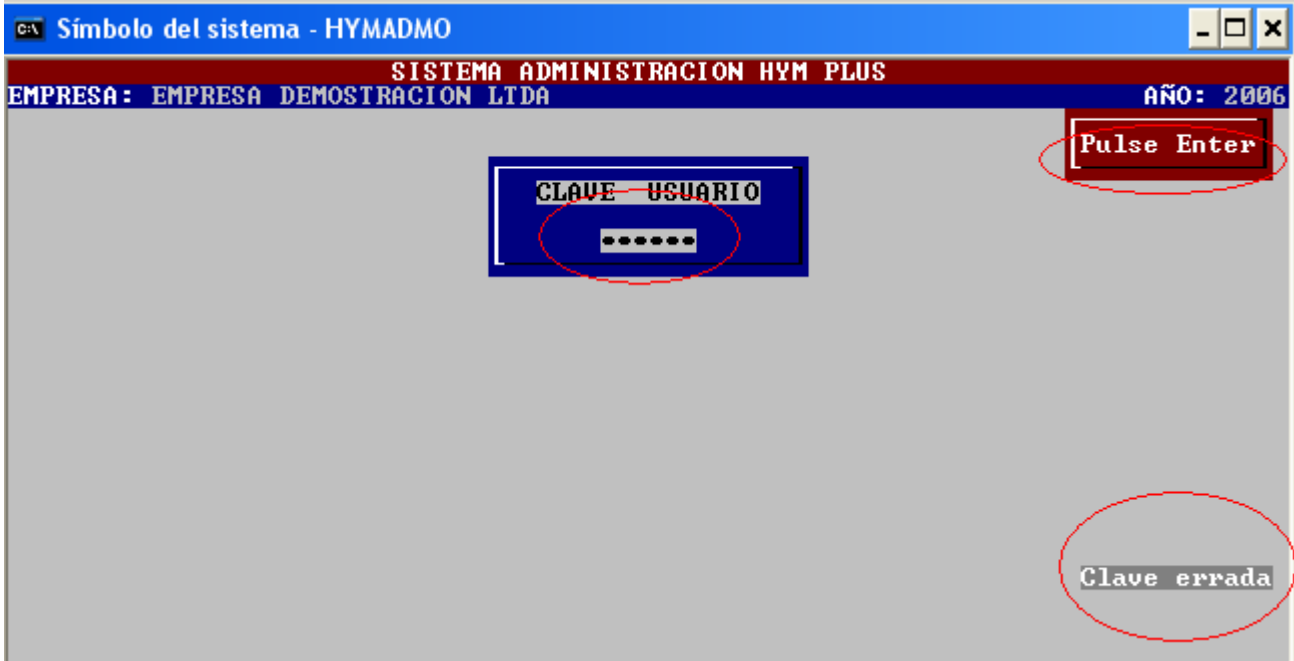 Símbolo del sistema - HYMADMO
SISTEMA ADMINISTRACION HYM PLUS
EMPRESA: EMPRESA DEMOSTRACION LTDA AÑO: 2006
Pulse Enter
CLAVE USUARIO
••••••
Clave errada